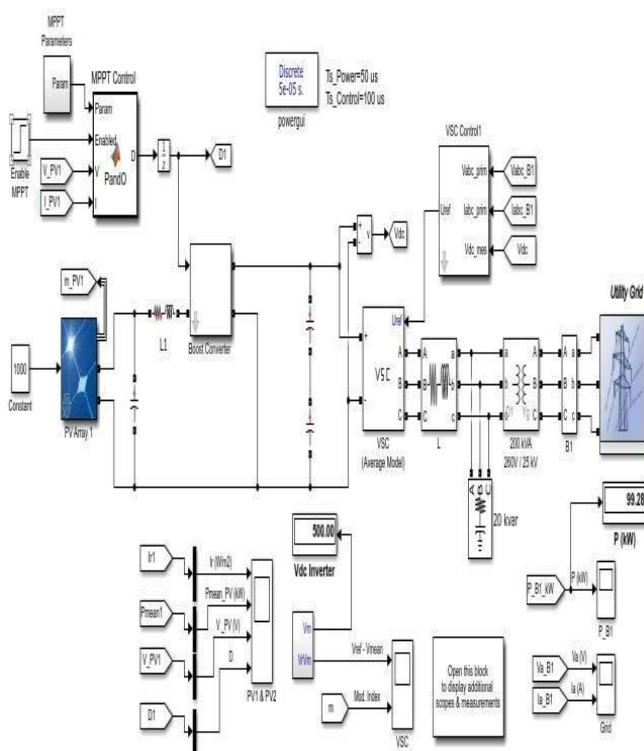 MPPT
Parameters
Param
MPPT Control
Param
Enabled
V
I
D
PandO
Enable
MPPT
V_PV1
I_PV1
1
z
D1
Discrete
5e-05 s.
powergui
Ts_Power=50 us
Ts_Control=100 us
VSC Control1
Uref
Vabc_prim
Iabc_prim
Vdc_mes
Vabc_B1
Iabc_B1
Vdc
+
-
v
Vdc
m_PV1
1000
Constant
PV Array 1
L1
Boost Converter
+
-
Uref
VSC
A
B
C
VSC
(Average Model)
A
B
C
a
b
c
L
a
b
c
A
B
C
200 kVA
260V / 25 kV
A
B
C
a
b
c
B1
Utility Grid
A
B
C
20 kvar
99.28
P (kW)
500.00
Vdc Inverter
Ir1
Pmean1
V_PV1
D1
Ir (W/m2)
Pmean_PV (kW)
V_PV (V)
D
PV1 & PV2
Vm
VrVm
Vref - Vmean
m
Mod. Index
VSC
Open this block
to display additional
scopes & measurements
P_B1_kW
P (kW)
P_B1
Va_B1
Ia_B1
Va (V)
Ia (A)
Grid